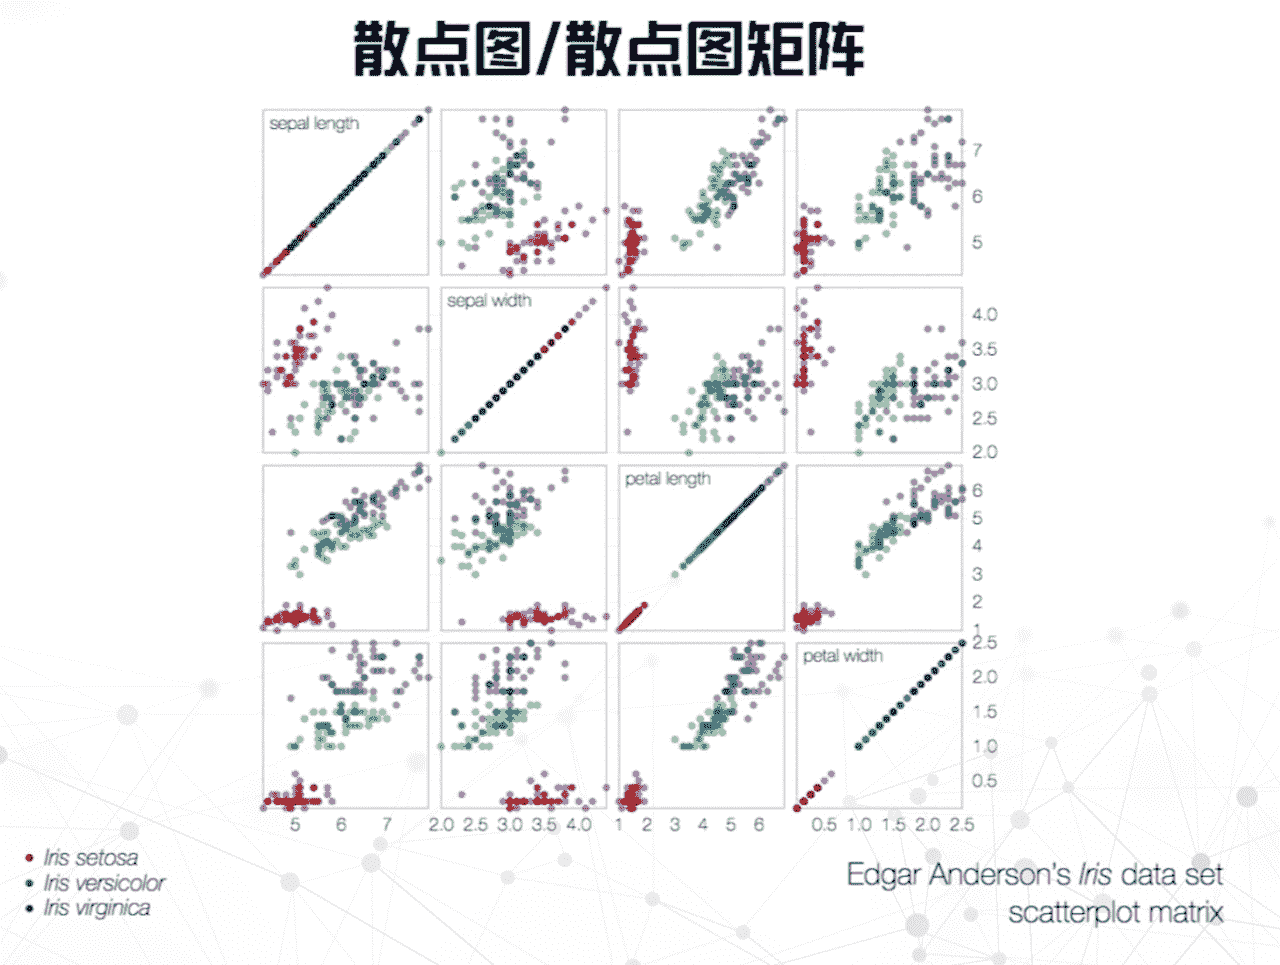 散点图/散点图矩阵
sepal length
7
6
5
sepal width
4.0
3.5
3.0
2.5
2.0
petal length
6
5
4
3
2
1
petal width
2.5
2.0
1.5
1.0
0.5
5 6 7 2.0 2.5 3.0 3.5 4.0 1 2 3 4 5 6 0.5 1.0 1.5 2.0 2.5
Iris setosa
Iris versicolor
Iris virginica
Edgar Anderson's Iris data set
scatterplot matrix